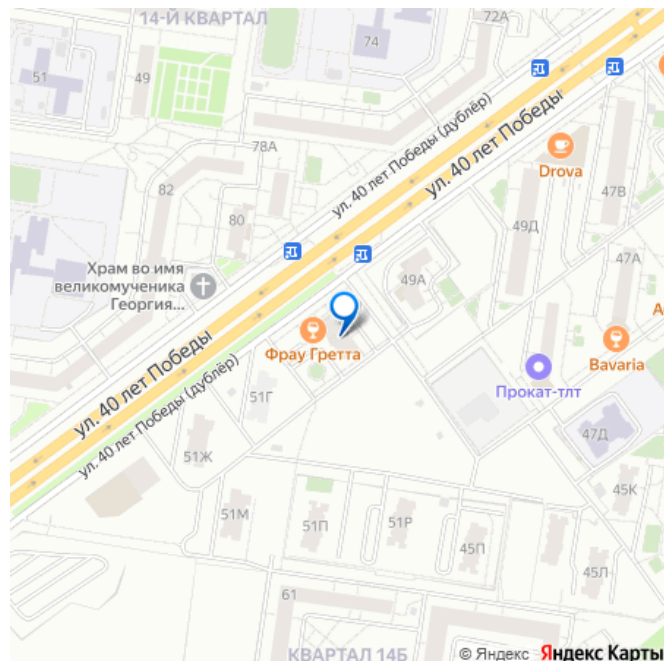 14-Й КВАРТАЛ
72А
51
49
74
78А
82
80
ул. 40 лет Победы (дублёр)
ул. 40 лет Победы
Drova
47В
49Д
47А
49А
Храм во имя
великомученика
Георгия...
Фрау Гретта
Bavaria
Прокат-тлт
ул. 40 лет Победы
ул. 40 лет Победы (дублёр)
51Г
51Ж
47Д
45К
51М
51П
51Р
45П
45Л
61
КВАРТАЛ 14Б
© Яндекс Яндекс Карты